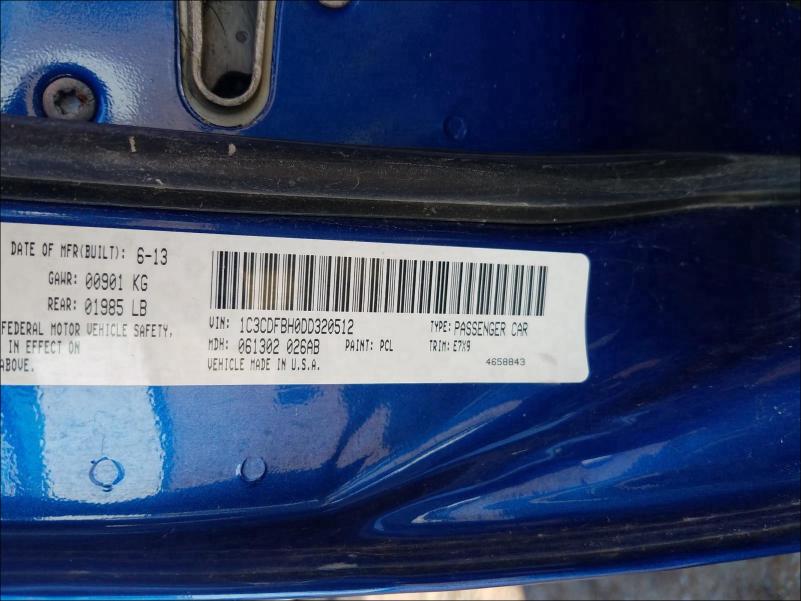 DATE OF MFR(BUILT): 6-13
GAWR: 00901 KG
REAR: 01985 LB
FEDERAL MOTOR VEHICLE SAFETY,
IN EFFECT ON
ABOVE.
VIN: 1C3CDFBH0DD320512 TYPE: PASSENGER CAR
MDH: 061302 026AB PAINT: PCL TRIM: E7X9
VEHICLE MADE IN U.S.A. 4658843